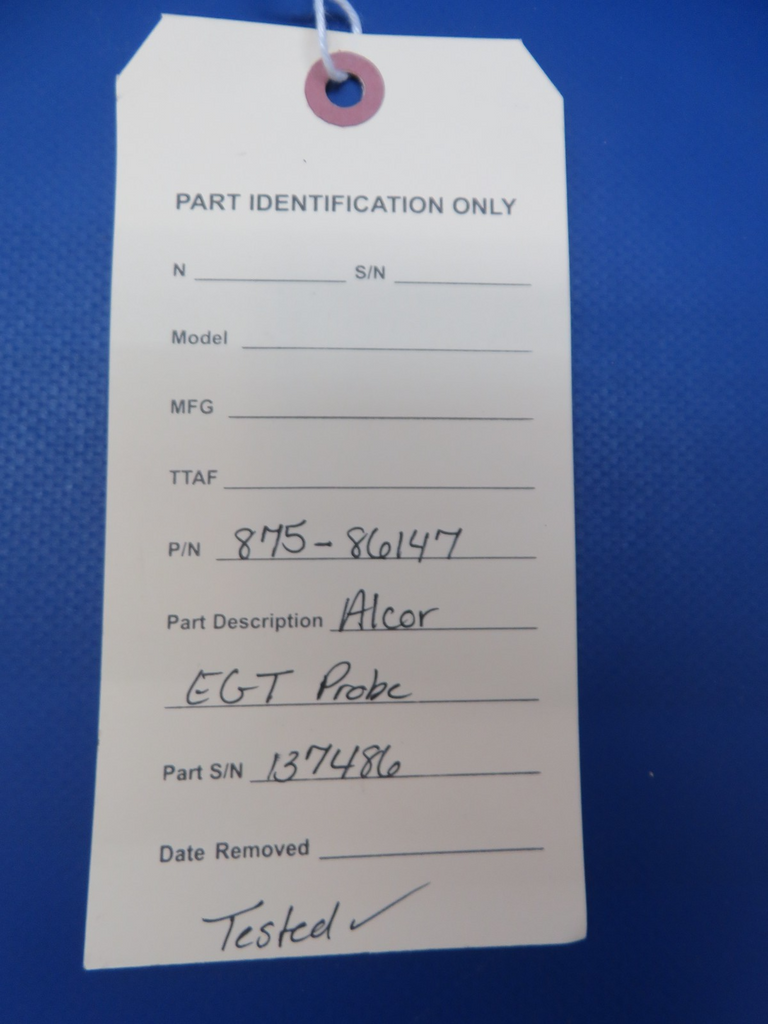 PART IDENTIFICATION ONLY
N S/N
Model
MFG
TTAF
P/N 875-86147
Part Description Alcor
EGT Probe
Part S/N 137486
Date Removed
Tested ✓